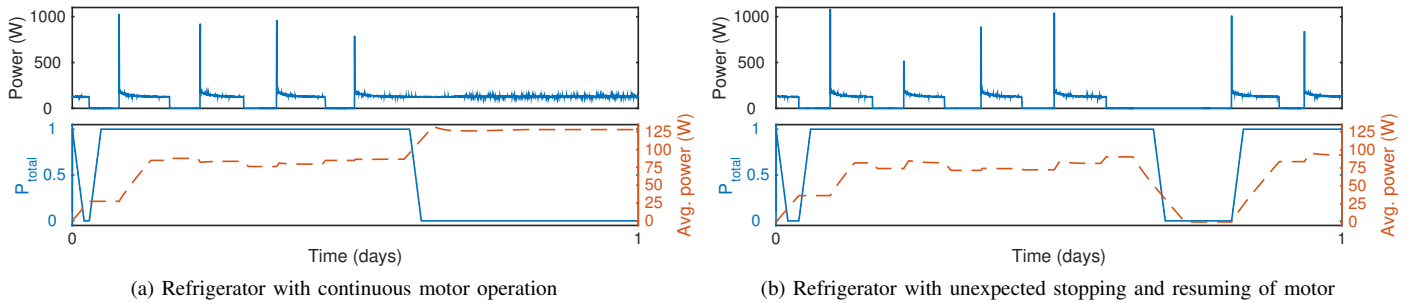 1000
500
0
Power (W)
1
0.5
0
P_total
125
100
75
50
25
0
Avg. power (W)
0
1
Time (days)
(a) Refrigerator with continuous motor operation
1000
500
0
Power (W)
1
0.5
0
P_total
125
100
75
50
25
0
Avg. power (W)
0
1
Time (days)
(b) Refrigerator with unexpected stopping and resuming of motor